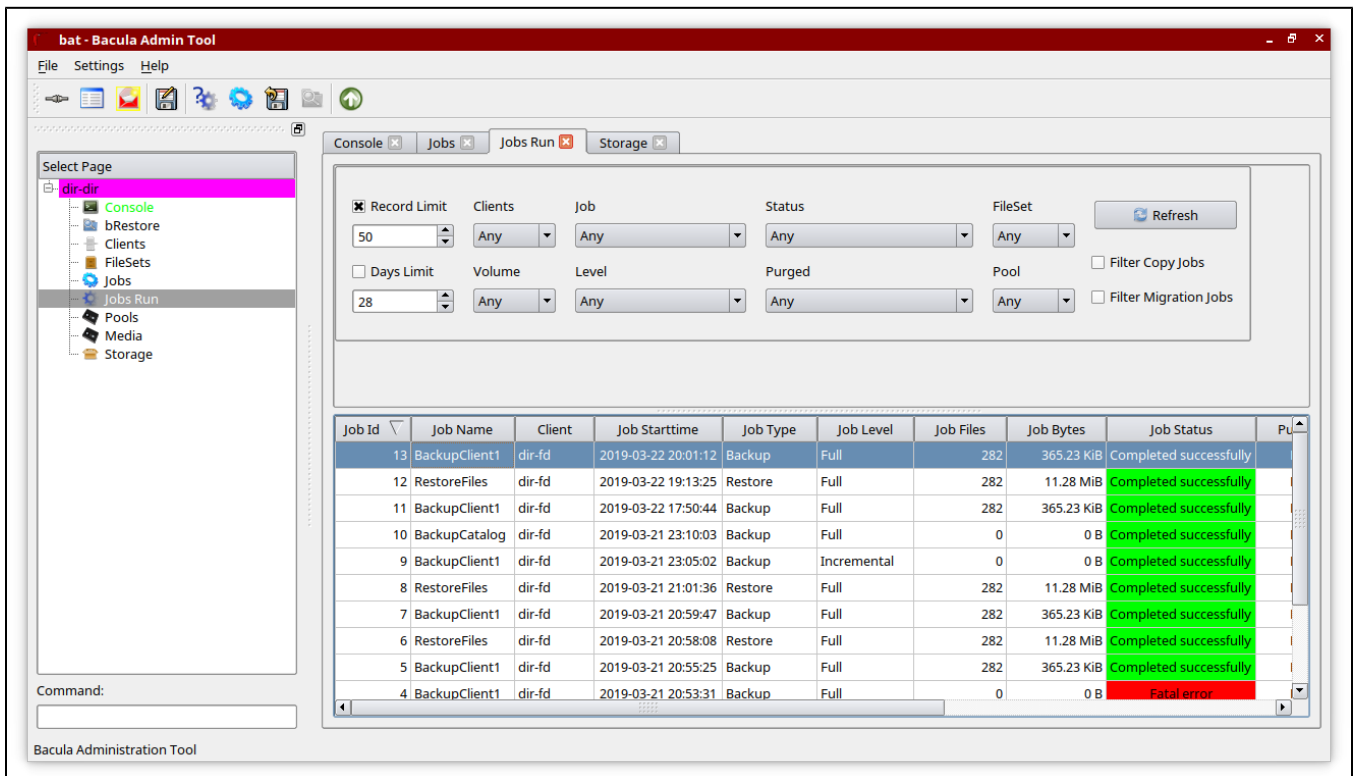 bat - Bacula Admin Tool
File Settings Help
Select Page
dir-dir
Console
bRestore
Clients
FileSets
Jobs
Jobs Run
Pools
Media
Storage
Command:
Bacula Administration Tool
Console Jobs Jobs Run Storage
Record Limit Clients Job Status FileSet
50 Any Any Any Any Refresh
Days Limit Volume Level Purged Pool Filter Copy Jobs
28 Any Any Any Any Filter Migration Jobs
Job Id Job Name Client Job Starttime Job Type Job Level Job Files Job Bytes Job Status
13 BackupClient1 dir-fd 2019-03-22 20:01:12 Backup Full 282 365.23 KiB Completed successfully
12 RestoreFiles dir-fd 2019-03-22 19:13:25 Restore Full 282 11.28 MiB Completed successfully
11 BackupClient1 dir-fd 2019-03-22 17:50:44 Backup Full 282 365.23 KiB Completed successfully
10 BackupCatalog dir-fd 2019-03-21 23:10:03 Backup Full 0 0 B Completed successfully
9 BackupClient1 dir-fd 2019-03-21 23:05:02 Backup Incremental 0 0 B Completed successfully
8 RestoreFiles dir-fd 2019-03-21 21:01:36 Restore Full 282 11.28 MiB Completed successfully
7 BackupClient1 dir-fd 2019-03-21 20:59:47 Backup Full 282 365.23 KiB Completed successfully
6 RestoreFiles dir-fd 2019-03-21 20:58:08 Restore Full 282 11.28 MiB Completed successfully
5 BackupClient1 dir-fd 2019-03-21 20:55:25 Backup Full 282 365.23 KiB Completed successfully
4 BackupClient1 dir-fd 2019-03-21 20:53:31 Backup Full 0 0 B Fatal error